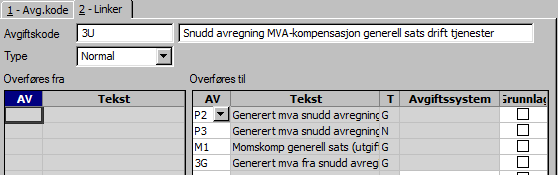 1 - Avg.kode 2 - Linker
Avgiftskode 3U Snudd avregning MVA-kompensasjon generell sats drift tjenester
Type Normal
Overføres fra Overføres til
AV Tekst AV Tekst T Avgiftssystem Grunnlag
P2 Generert mva snudd avregning G
P3 Generert mva snudd avregning N
M1 Momskomp generell sats (utgift G
3G Generert mva fra snudd avreg G